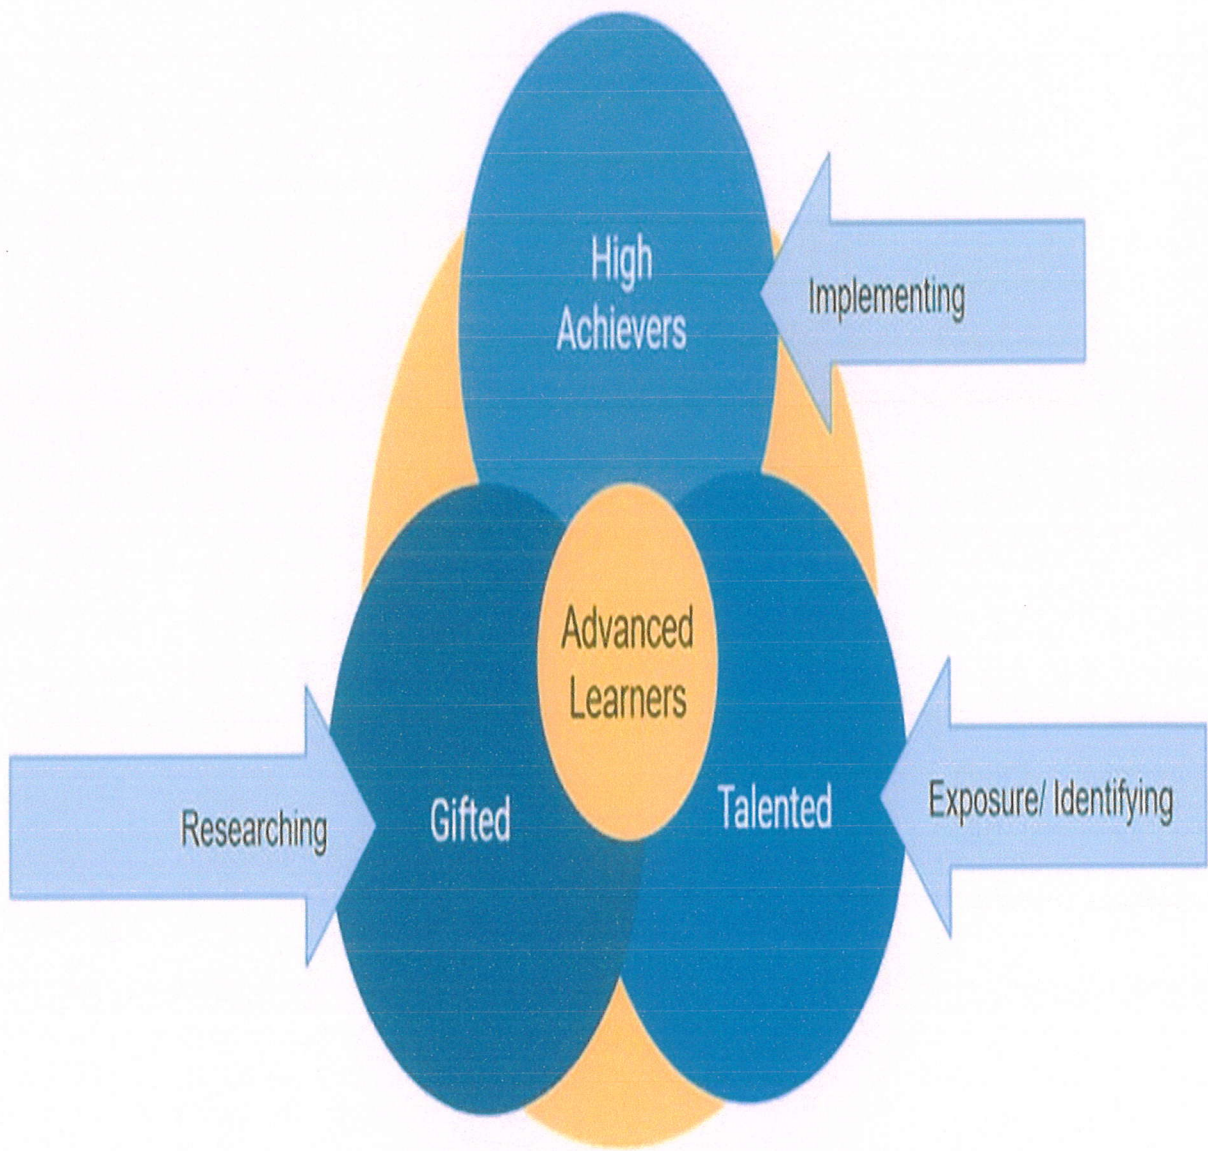 High
Achievers
Implementing
Advanced
Learners
Researching
Gifted
Talented
Exposure/ Identifying